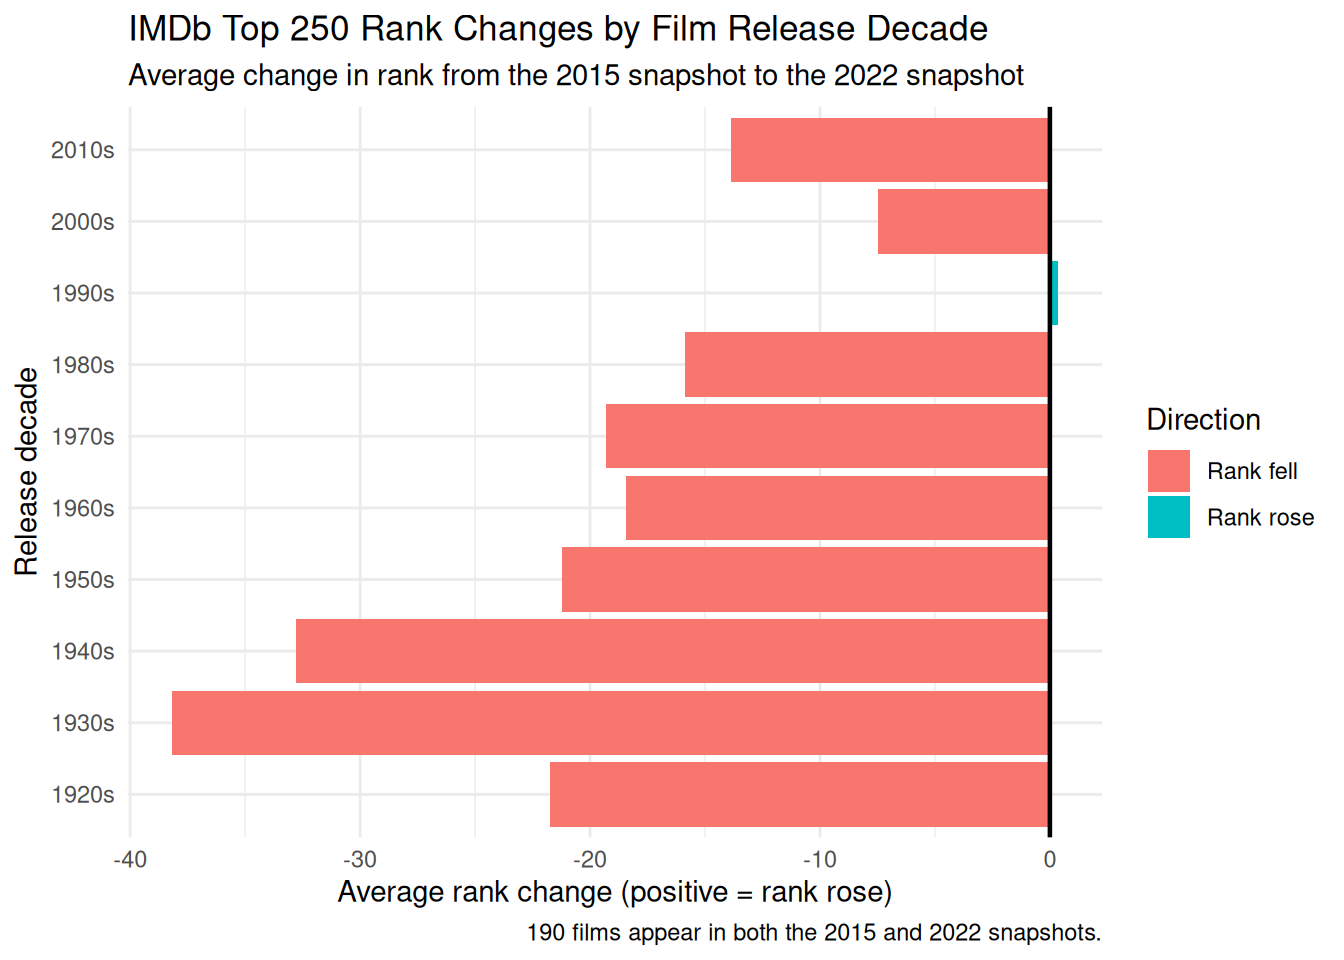 IMDb Top 250 Rank Changes by Film Release Decade
Average change in rank from the 2015 snapshot to the 2022 snapshot
Release decade
2010s
2000s
1990s
1980s
1970s
1960s
1950s
1940s
1930s
1920s
-40
-30
-20
-10
0
Average rank change (positive = rank rose)
Direction
Rank fell
Rank rose
190 films appear in both the 2015 and 2022 snapshots.